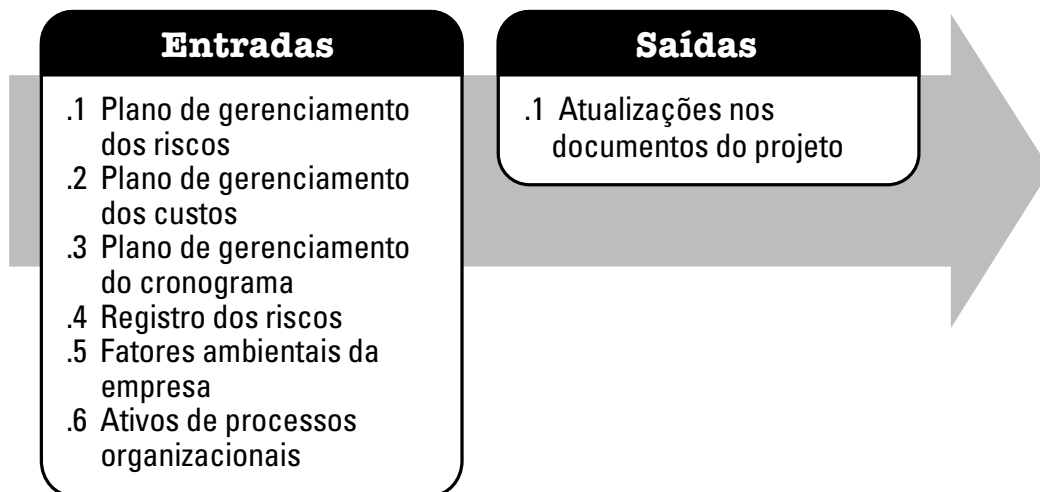 Entradas
.1 Plano de gerenciamento
dos riscos
.2 Plano de gerenciamento
dos custos
.3 Plano de gerenciamento
do cronograma
.4 Registro dos riscos
.5 Fatores ambientais da
empresa
.6 Ativos de processos
organizacionais
Saídas
.1 Atualizações nos
documentos do projeto